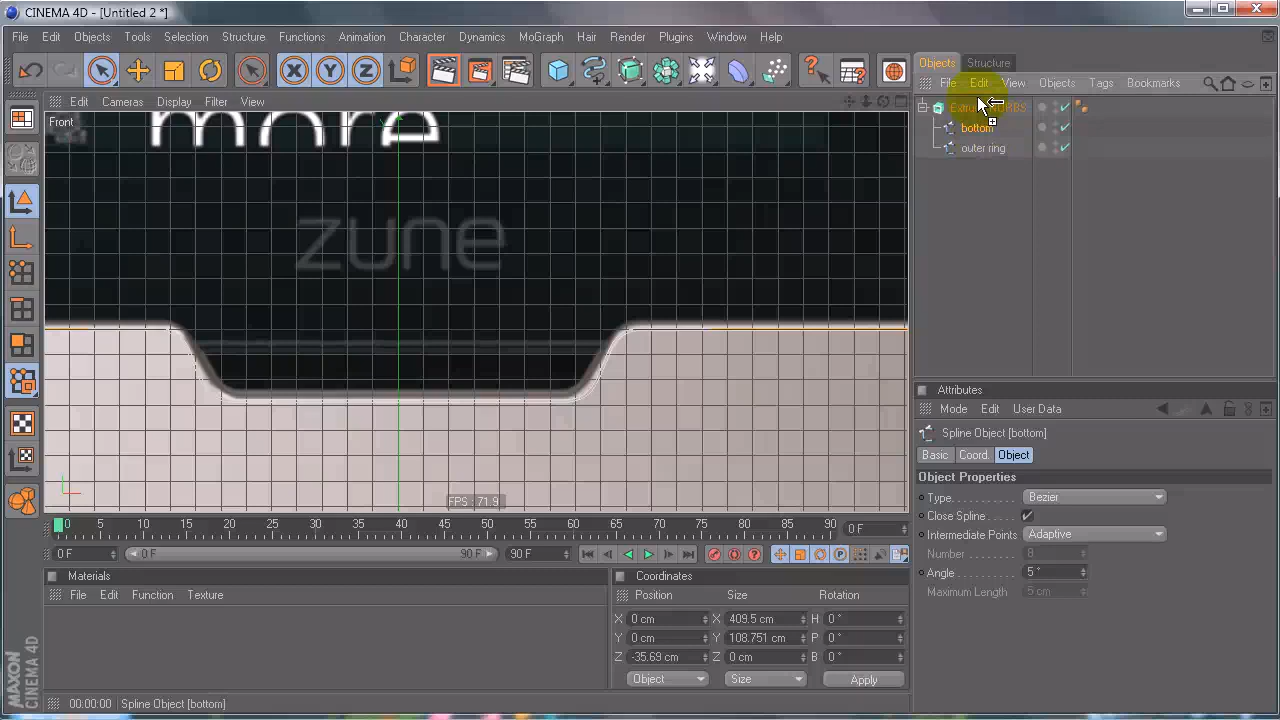 CINEMA 4D - [Untitled 2 *]
File Edit Objects Tools Selection Structure Functions Animation Character Dynamics MoGraph Hair Render Plugins Window Help
Objects Structure
File Edit View Objects Tags Bookmarks
Edit Cameras Display Filter View
Front
more
zune
bottom
outer ring
FPS : 71.9
0 5 10 15 20 25 30 35 40 45 50 55 60 65 70 75 80 85 90 0 F
0 F 0 F 90 F 90 F
Materials
File Edit Function Texture
Coordinates
Position Size Rotation
X 0 cm X 409.5 cm H 0 °
Y 0 cm Y 108.751 cm P 0 °
Z -35.69 cm Z 0 cm B 0 °
Object Size Apply
Attributes
Mode Edit User Data
Spline Object [bottom]
Basic Coord. Object
Object Properties
Type Bezier
Close Spline
Intermediate Points Adaptive
Number 8
Angle 5 °
Maximum Length 5 cm
MAXON
CINEMA 4D
00:00:00 Spline Object [bottom]